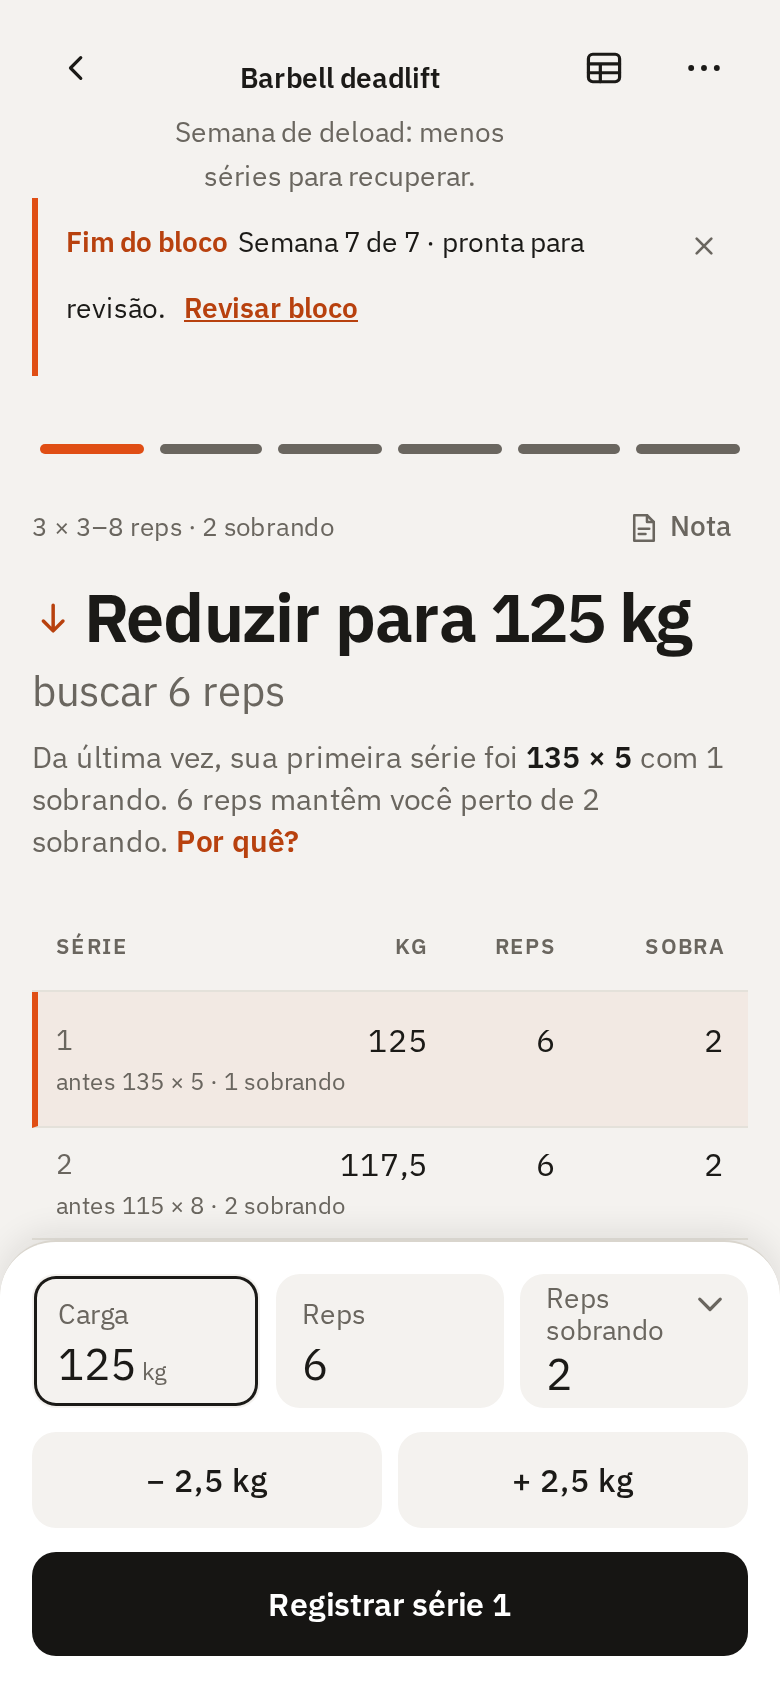 Barbell deadlift
Semana de deload: menos
séries para recuperar.
Fim do bloco Semana 7 de 7 · pronta para
revisão. Revisar bloco
3 × 3–8 reps · 2 sobrando
Nota
↓ Reduzir para 125 kg
buscar 6 reps
Da última vez, sua primeira série foi 135 × 5 com 1
sobrando. 6 reps mantêm você perto de 2
sobrando. Por quê?
SÉRIE KG REPS SOBRA
1 125 6 2
antes 135 × 5 · 1 sobrando
2 117,5 6 2
antes 115 × 8 · 2 sobrando
Carga
125 kg
Reps
6
Reps
sobrando
2
− 2,5 kg
+ 2,5 kg
Registrar série 1